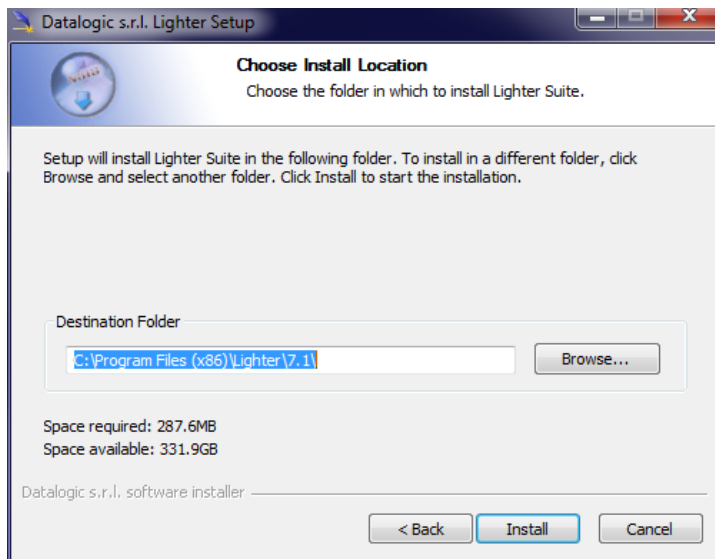 Datalogic s.r.l. Lighter Setup
Choose Install Location
Choose the folder in which to install Lighter Suite.
Setup will install Lighter Suite in the following folder. To install in a different folder, click
Browse and select another folder. Click Install to start the installation.
Destination Folder
C:\Program Files (x86)\Lighter\7.1\
Browse...
Space required: 287.6MB
Space available: 331.9GB
Datalogic s.r.l. software installer
< Back
Install
Cancel